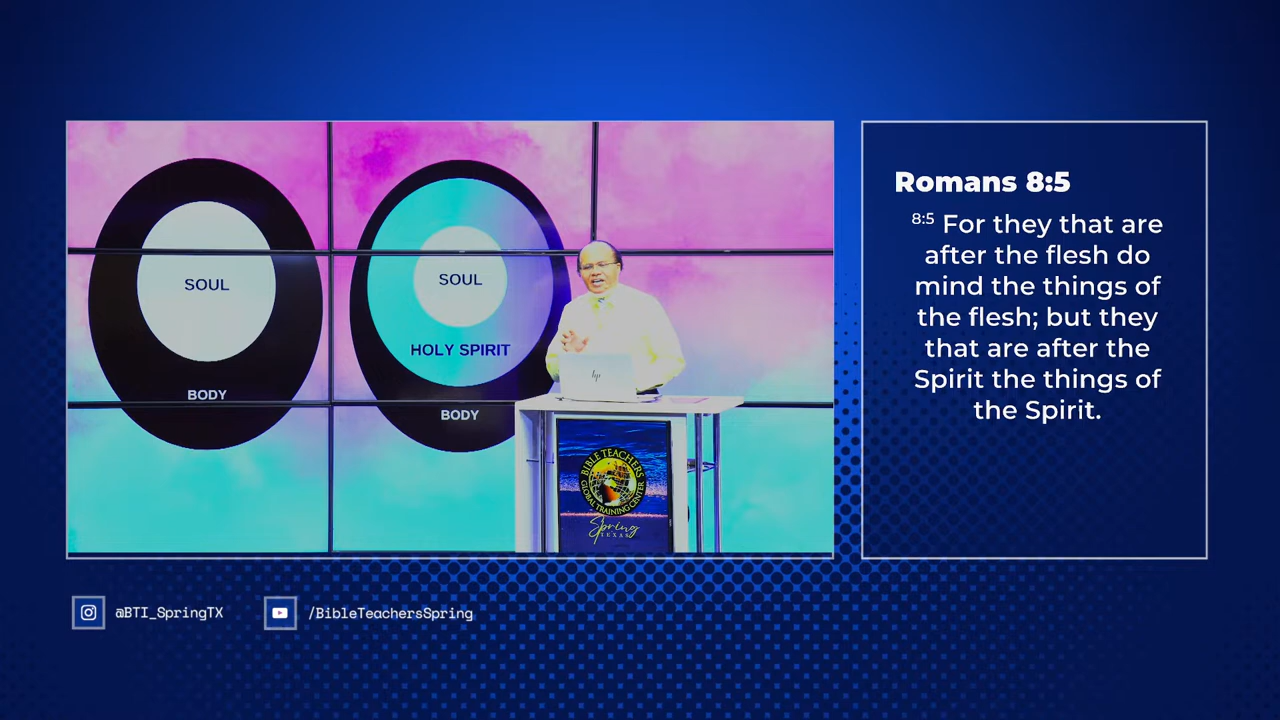 SOUL
BODY
SOUL
HOLY SPIRIT
BODY
hp
BIBLE TEACHERS
GLOBAL TRAINING CENTER
Spring
TEXAS
Romans 8:5
8:5 For they that are
after the flesh do
mind the things of
the flesh; but they
that are after the
Spirit the things of
the Spirit.
@BTI_SpringTX
/BibleTeachersSpring